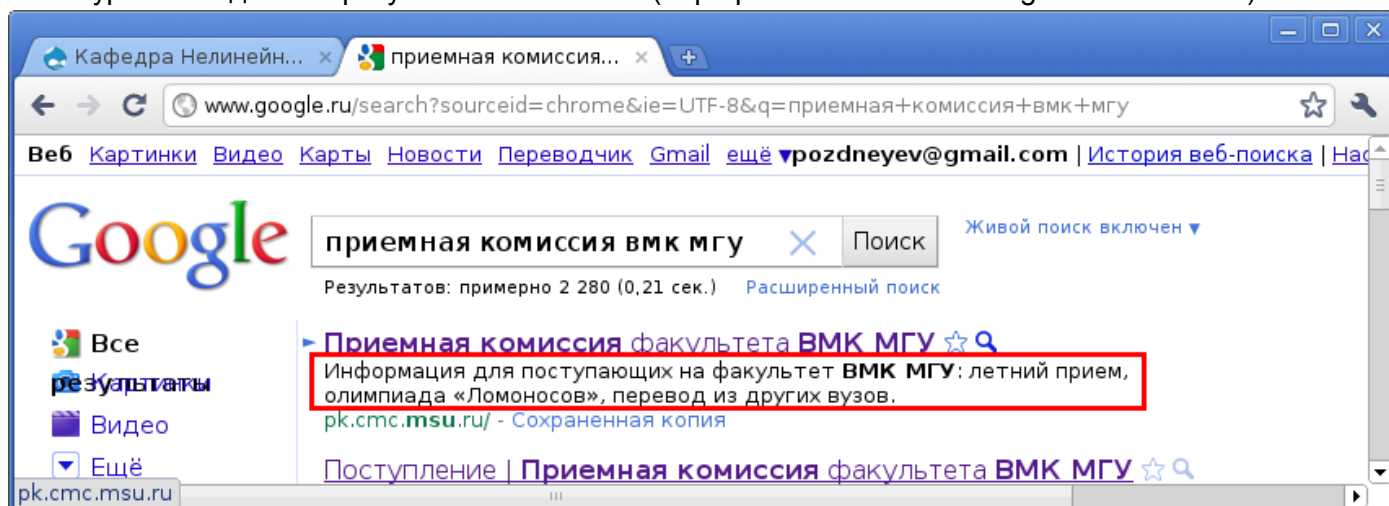 Кафедра Нелинейн... × приемная комиссия... ×
www.google.ru/search?sourceid=chrome&ie=UTF-8&q=приемная+комиссия+вмк+мгу
Веб Картинки Видео Карты Новости Переводчик Gmail ещё ▼pozdneyev@gmail.com | История веб-поиска | Нас
Google
приемная комиссия вмк мгу
Поиск
Живой поиск включен ▼
Результатов: примерно 2 280 (0,21 сек.) Расширенный поиск
Все
результаты
Картинки
Видео
Ещё
Приемная комиссия факультета ВМК МГУ
Информация для поступающих на факультет ВМК МГУ: летний прием,
олимпиада «Ломоносов», перевод из других вузов.
pk.cmc.msu.ru/ - Сохраненная копия
Поступление | Приемная комиссия факультета ВМК МГУ
pk.cmc.msu.ru